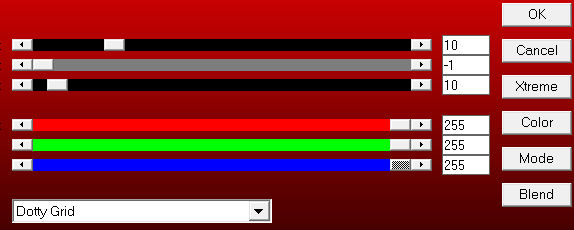 OK
10
Cancel
-1
10
Xtreme
255
Color
255
255
Mode
Blend
Dotty Grid